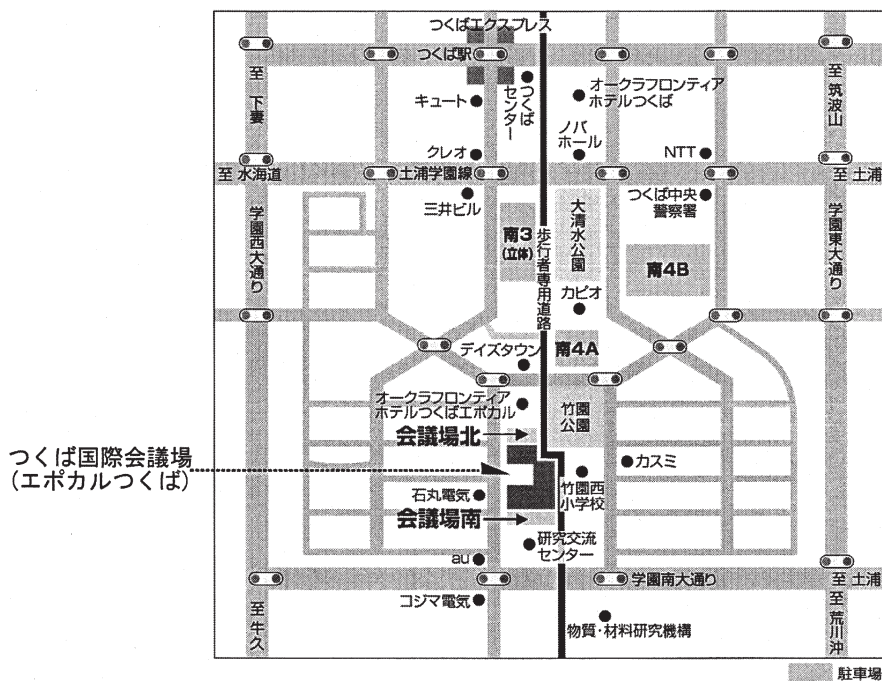 つくばエクスプレス
つくば駅
至
下妻
至
筑波山
キュート
つくば
センター
オークラフロンティア
ホテルつくば
ノバ
ホール
クレオ
NTT
至 水海道
土浦学園線
至 土浦
三井ビル
つくば中央
警察署
学園西大通り
南3
(立体)
歩行者専用道路
大清水公園
南4B
学園東大通り
カピオ
デイズタウン
南4A
オークラフロンティア
ホテルつくばエポカル
竹園
公園
会議場北
つくば国際会議場
(エポカルつくば)
カスミ
石丸電気
竹園西
小学校
会議場南
研究交流
センター
au
学園南大通り
至 土浦
至
牛久
コジマ電気
物質・材料研究機構
至
荒川沖
駐車場